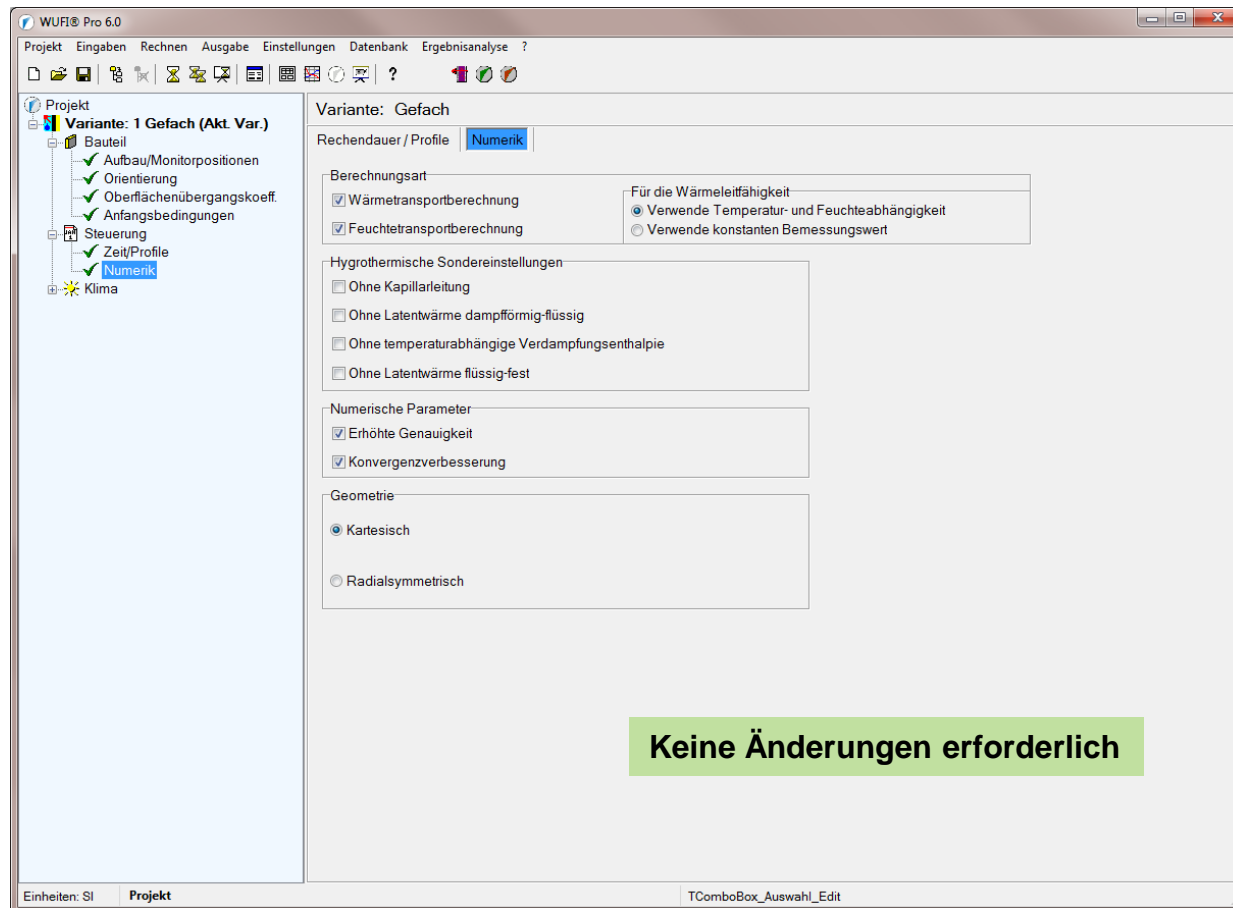 WUFI® Pro 6.0
Projekt Eingaben Rechnen Ausgabe Einstellungen Datenbank Ergebnisanalyse ?
Projekt
Variante: 1 Gefach (Akt. Var.)
Bauteil
Aufbau/Monitorpositionen
Orientierung
Oberflächenübergangskoeff.
Anfangsbedingungen
Steuerung
Zeit/Profile
Numerik
Klima
Variante: Gefach
Rechendauer / Profile Numerik
Berechnungsart
Wärmetransportberechnung
Feuchtetransportberechnung
Für die Wärmeleitfähigkeit
Verwende Temperatur- und Feuchteabhängigkeit
Verwende konstanten Bemessungswert
Hygrothermische Sondereinstellungen
Ohne Kapillarleitung
Ohne Latentwärme dampfförmig-flüssig
Ohne temperaturabhängige Verdampfungsenthalpie
Ohne Latentwärme flüssig-fest
Numerische Parameter
Erhöhte Genauigkeit
Konvergenzverbesserung
Geometrie
Kartesisch
Radialsymmetrisch
Keine Änderungen erforderlich
Einheiten: SI Projekt TComboBox_Auswahl_Edit